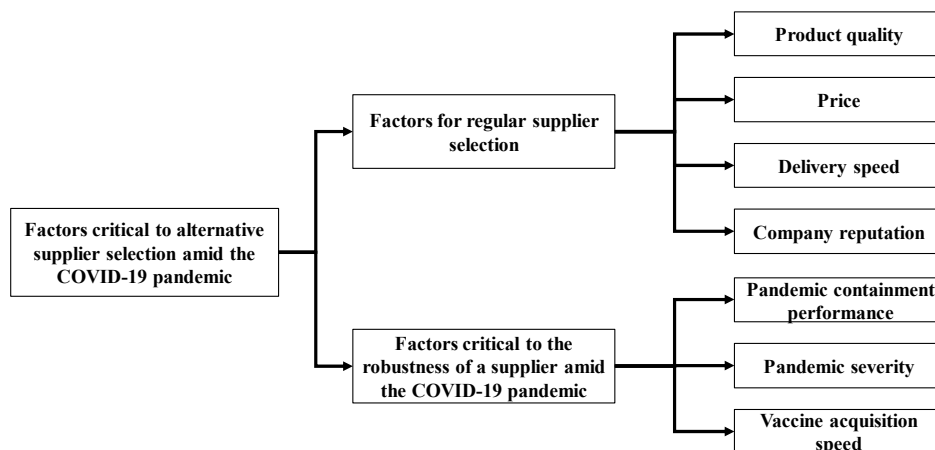 Product quality
Price
Factors for regular supplier
selection
Delivery speed
Company reputation
Factors critical to alternative
supplier selection amid the
COVID-19 pandemic
Pandemic containment
performance
Factors critical to the
robustness of a supplier amid
the COVID-19 pandemic
Pandemic severity
Vaccine acquisition
speed